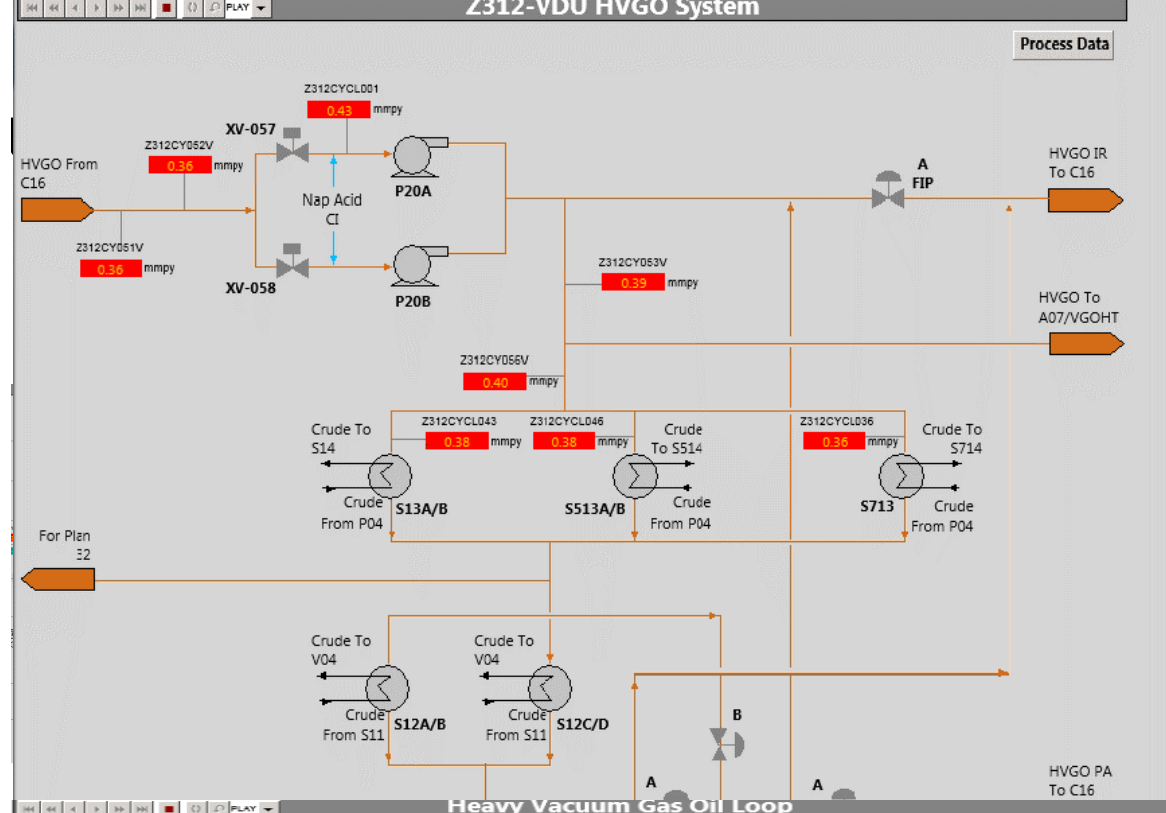 PLAY
Z312-VDU HVGO System
Process Data
Z312CYCL001
0.43 mmpy
XV-057
Z312CY052V
0.36 mmpy
HVGO From
C16
P20A
Nap Acid
CI
A
FIP
HVGO IR
To C16
Z312CY051V
0.36 mmpy
XV-058
P20B
Z312CY053V
0.39 mmpy
HVGO To
A07/VGOHT
Z312CY055V
0.40 mmpy
Z312CYCL043
0.38 mmpy
Z312CYCL046
0.38 mmpy
Z312CYCL036
0.36 mmpy
Crude To
S14
Crude
To S514
Crude To
S714
S13A/B
Crude
From P04
S513A/B
Crude
From P04
S713
Crude
From P04
For Plan
32
Crude To
V04
Crude To
V04
S12A/B
Crude
From S11
S12C/D
Crude
From S11
B
A
A
HVGO PA
To C16
PLAY
Heavy Vacuum Gas Oil Loop